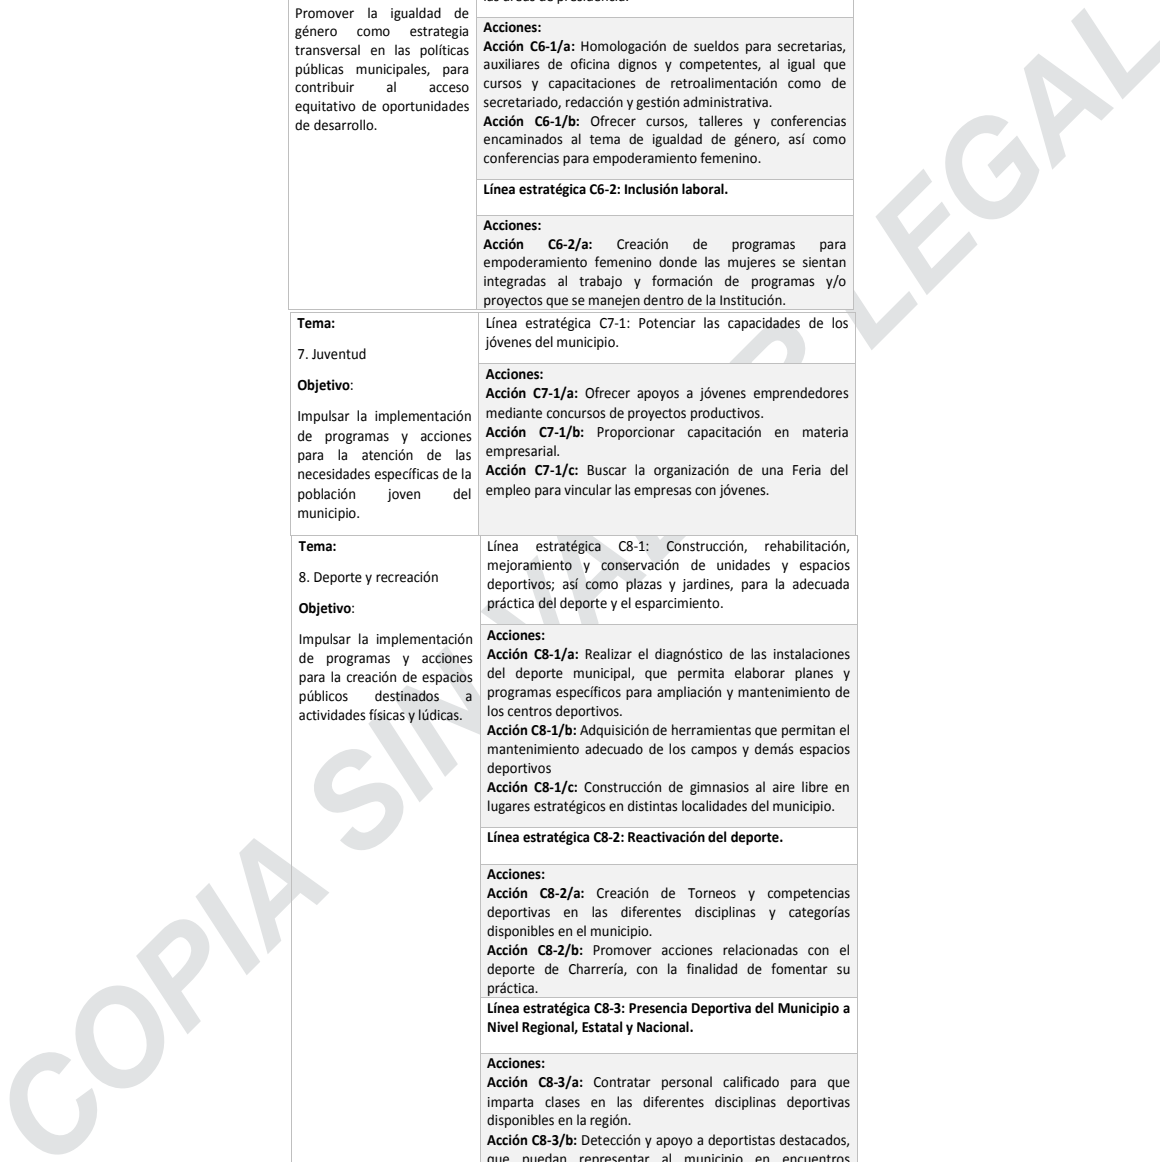 Promover la igualdad de
género como estrategia
transversal en las políticas
públicas municipales, para
contribuir al acceso
equitativo de oportunidades
de desarrollo.
Acciones:
Acción C6-1/a: Homologación de sueldos para secretarias,
auxiliares de oficina dignos y competentes, al igual que
cursos y capacitaciones de retroalimentación como de
secretariado, redacción y gestión administrativa.
Acción C6-1/b: Ofrecer cursos, talleres y conferencias
encaminados al tema de igualdad de género, así como
conferencias para empoderamiento femenino.
Línea estratégica C6-2: Inclusión laboral.
Acciones:
Acción C6-2/a: Creación de programas para
empoderamiento femenino donde las mujeres se sientan
integradas al trabajo y formación de programas y/o
proyectos que se manejen dentro de la Institución.
Tema:
7. Juventud
Objetivo:
Impulsar la implementación
de programas y acciones
para la atención de las
necesidades específicas de la
población joven del
municipio.
Línea estratégica C7-1: Potenciar las capacidades de los
jóvenes del municipio.
Acciones:
Acción C7-1/a: Ofrecer apoyos a jóvenes emprendedores
mediante concursos de proyectos productivos.
Acción C7-1/b: Proporcionar capacitación en materia
empresarial.
Acción C7-1/c: Buscar la organización de una Feria del
empleo para vincular las empresas con jóvenes.
Tema:
8. Deporte y recreación
Objetivo:
Impulsar la implementación
de programas y acciones
para la creación de espacios
públicos destinados a
actividades físicas y lúdicas.
Línea estratégica C8-1: Construcción, rehabilitación,
mejoramiento y conservación de unidades y espacios
deportivos; así como plazas y jardines, para la adecuada
práctica del deporte y el esparcimiento.
Acciones:
Acción C8-1/a: Realizar el diagnóstico de las instalaciones
del deporte municipal, que permita elaborar planes y
programas específicos para ampliación y mantenimiento de
los centros deportivos.
Acción C8-1/b: Adquisición de herramientas que permitan el
mantenimiento adecuado de los campos y demás espacios
deportivos
Acción C8-1/c: Construcción de gimnasios al aire libre en
lugares estratégicos en distintas localidades del municipio.
Línea estratégica C8-2: Reactivación del deporte.
Acciones:
Acción C8-2/a: Creación de Torneos y competencias
deportivas en las diferentes disciplinas y categorías
disponibles en el municipio.
Acción C8-2/b: Promover acciones relacionadas con el
deporte de Charrería, con la finalidad de fomentar su
práctica.
Línea estratégica C8-3: Presencia Deportiva del Municipio a
Nivel Regional, Estatal y Nacional.
Acciones:
Acción C8-3/a: Contratar personal calificado para que
imparta clases en las diferentes disciplinas deportivas
disponibles en la región.
Acción C8-3/b: Detección y apoyo a deportistas destacados,
que puedan representar al municipio en encuentros
COPIA SIN VALOR LEGAL